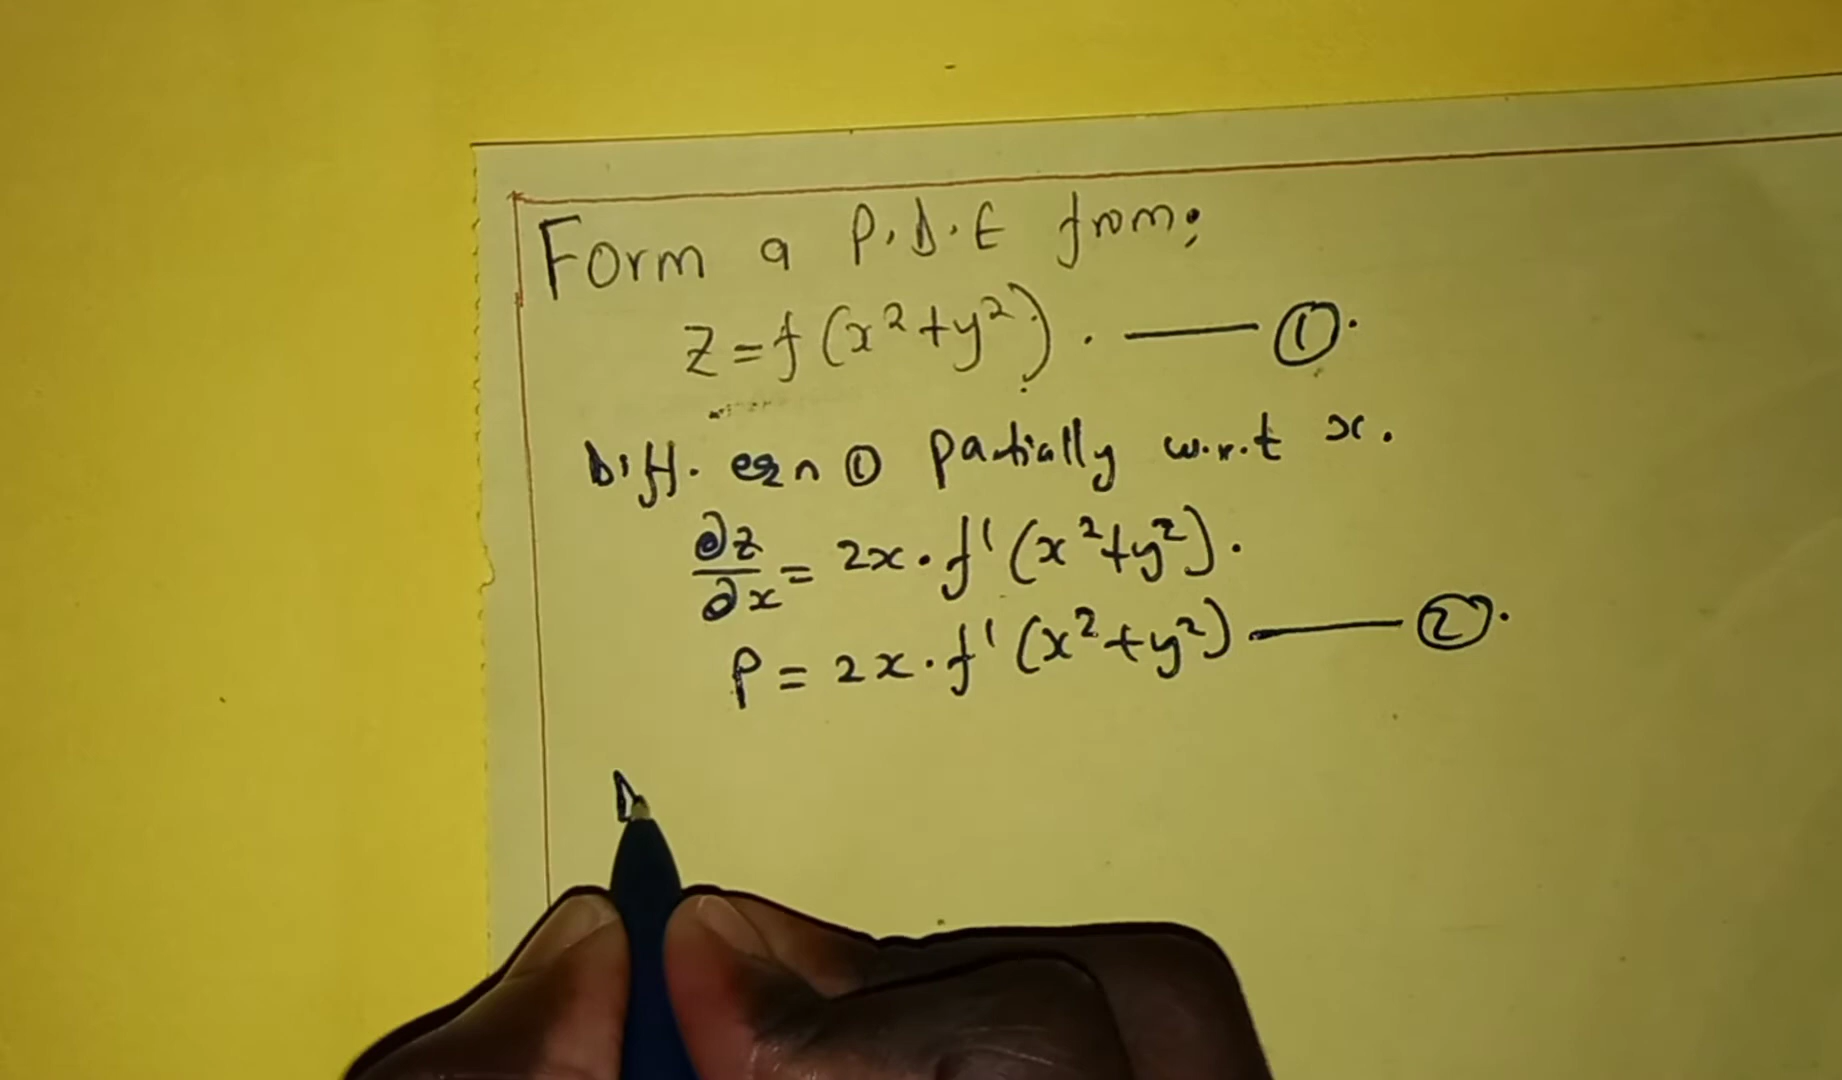 Form a P.D.E from:
Z = f(x²+y²). —— ①.
Diff. eqn ① partially w.r.t x.
∂z/∂x = 2x·f'(x²+y²).
P = 2x·f'(x²+y²) —— ②.
D